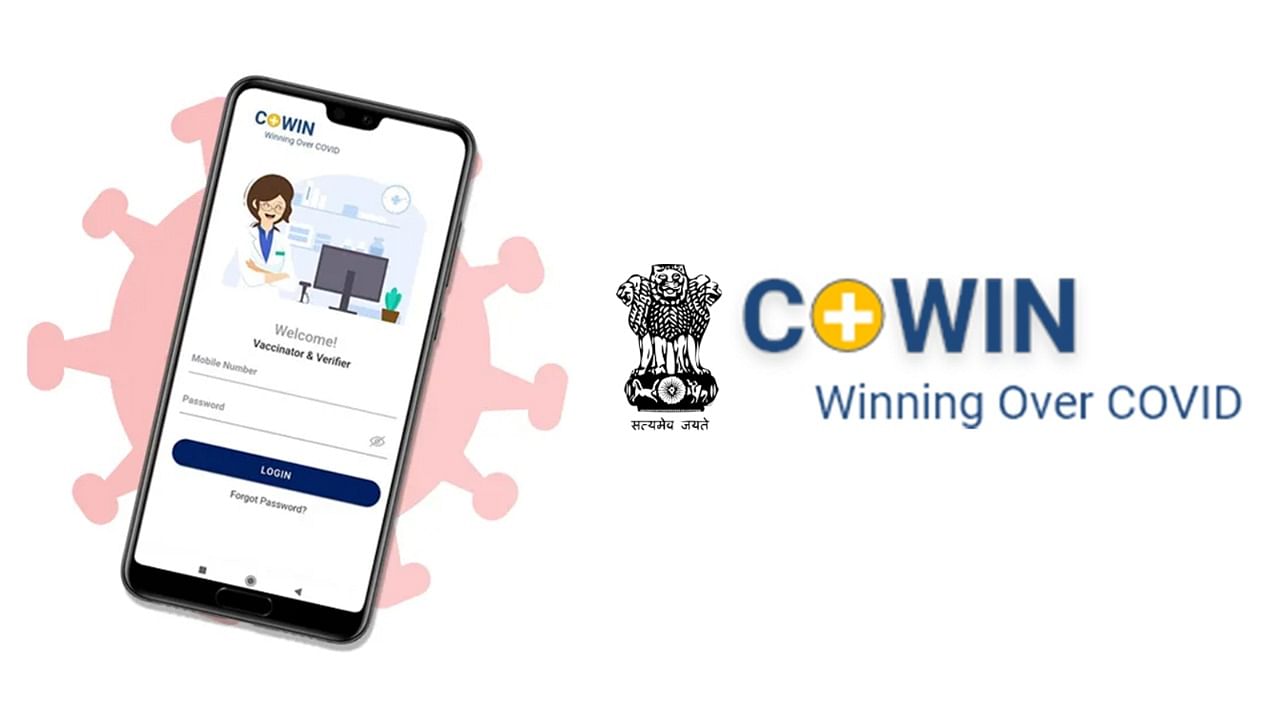 COWIN
Winning Over COVID
Welcome!
Vaccinator & Verifier
Mobile Number
Password
LOGIN
Forgot Password?
सत्यमेव जयते
COWIN
Winning Over COVID